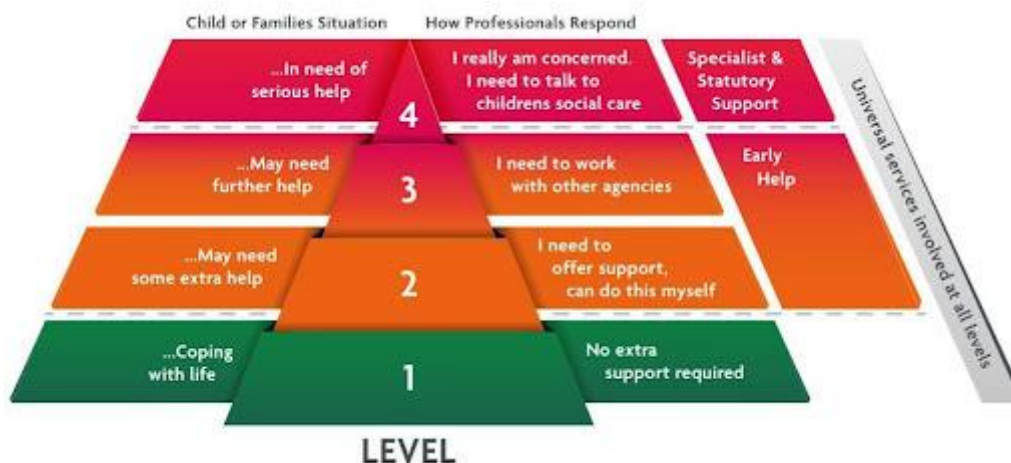 Child or Families Situation
How Professionals Respond
...In need of
serious help
4
I really am concerned.
I need to talk to
childrens social care
Specialist &
Statutory
Support
...May need
further help
3
I need to work
with other agencies
Early
Help
...May need
some extra help
2
I need to
offer support,
can do this myself
...Coping
with life
1
No extra
support required
LEVEL
Universal services involved at all levels